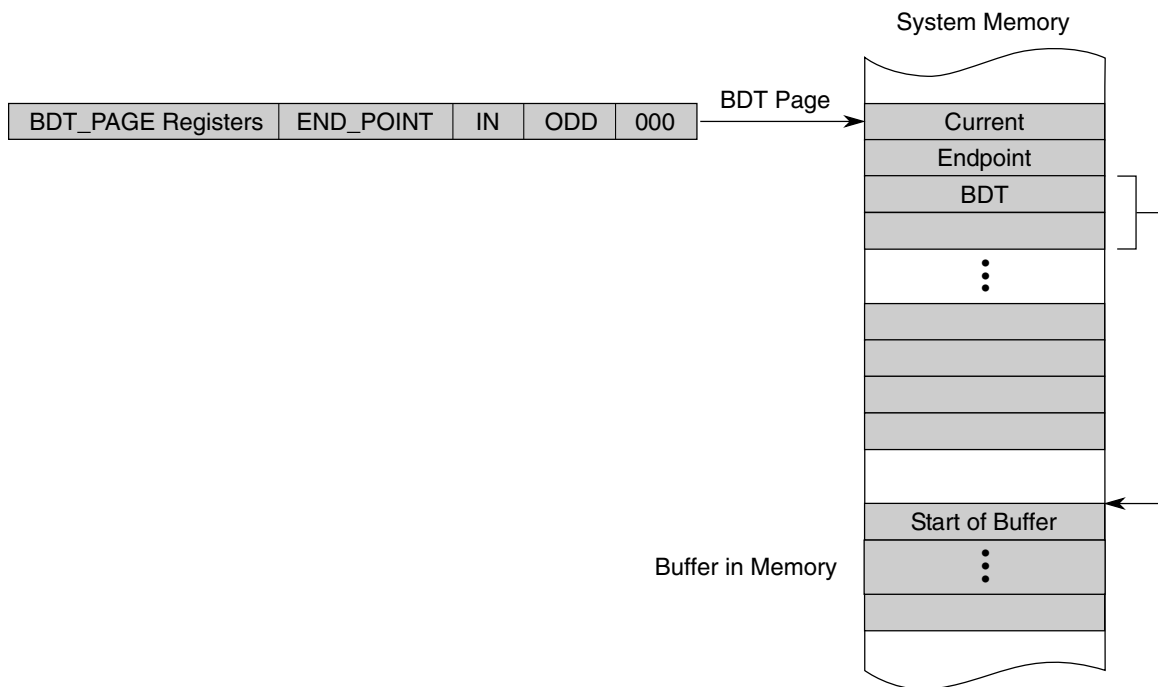 System Memory
BDT_PAGE Registers END_POINT IN ODD 000
BDT Page
Current
Endpoint
BDT
Start of Buffer
Buffer in Memory